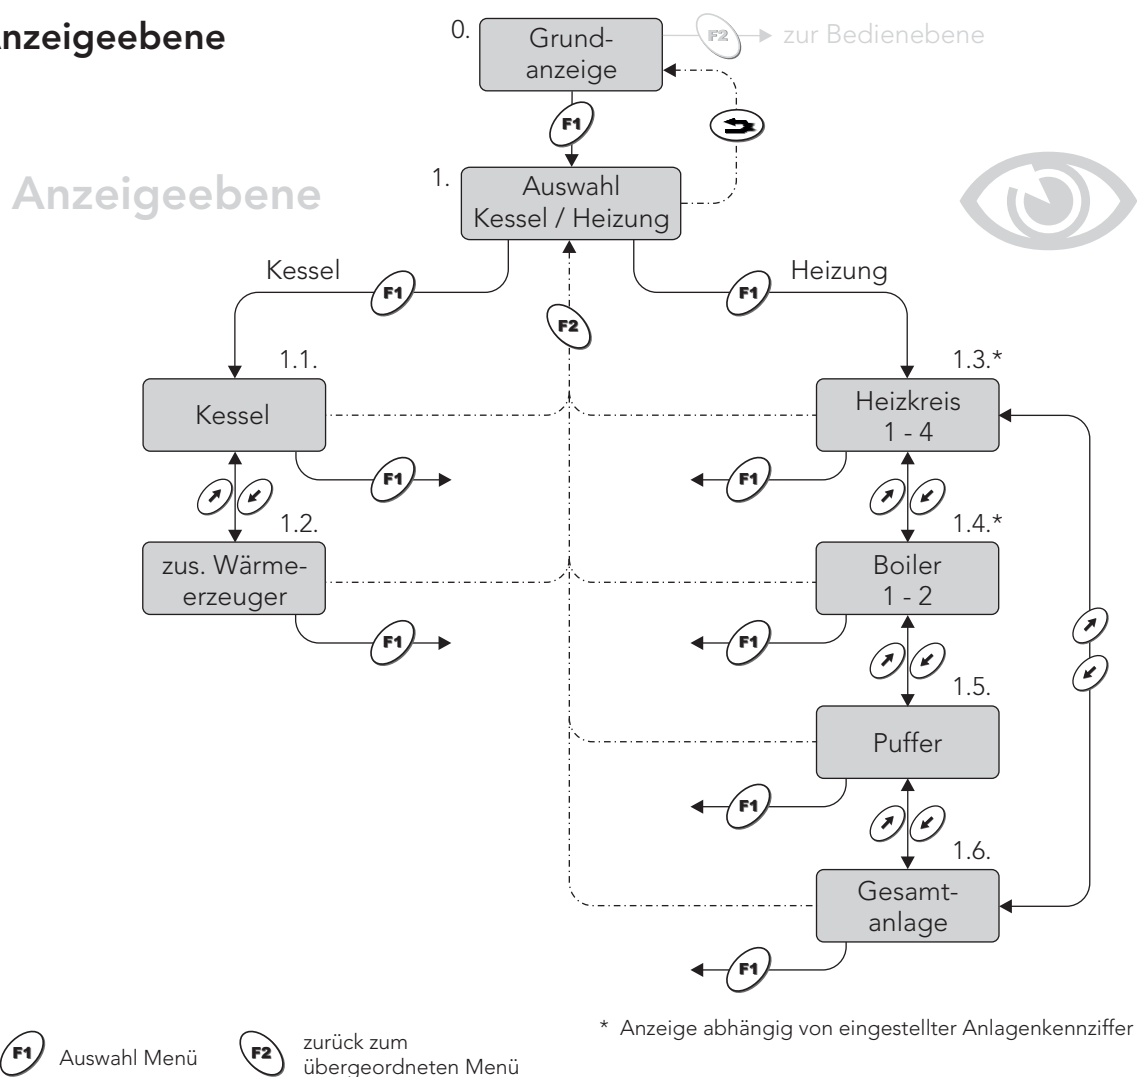 nzeigeebene
0.
Grund-
anzeige
F2
zur Bedienebene
F1
Anzeigeebene
1.
Auswahl
Kessel / Heizung
Kessel
F1
Heizung
F1
F2
1.1.
Kessel
1.3.*
Heizkreis
1 - 4
F1
F1
1.2.
zus. Wärme-
erzeuger
1.4.*
Boiler
1 - 2
F1
F1
1.5.
Puffer
F1
1.6.
Gesamt-
anlage
F1
* Anzeige abhängig von eingestellter Anlagenkennziffer
F1 Auswahl Menü
F2 zurück zum
übergeordneten Menü